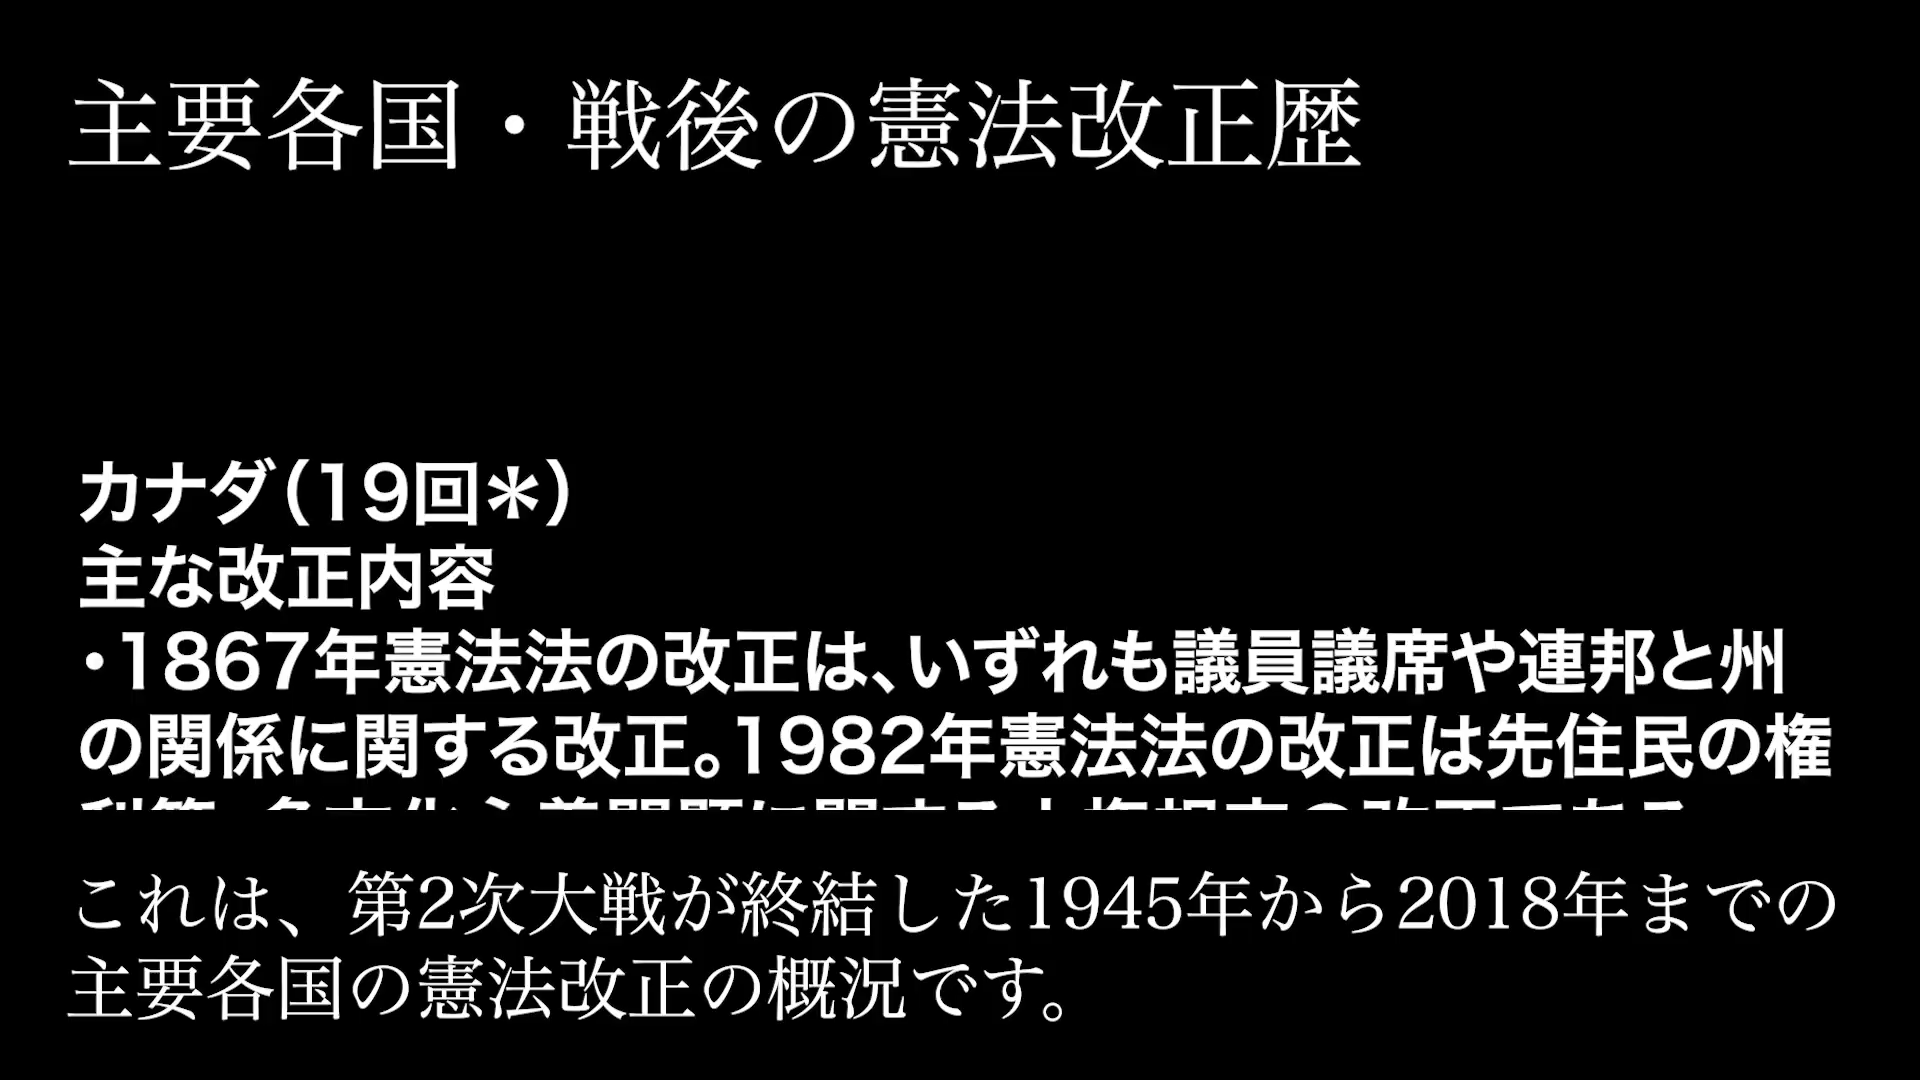 主要各国・戦後の憲法改正歴
カナダ（19回＊）
主な改正内容
・1867年憲法法の改正は、いずれも議員議席や連邦と州
の関係に関する改正。1982年憲法法の改正は先住民の権
これは、第2次大戦が終結した1945年から2018年までの
主要各国の憲法改正の概況です。